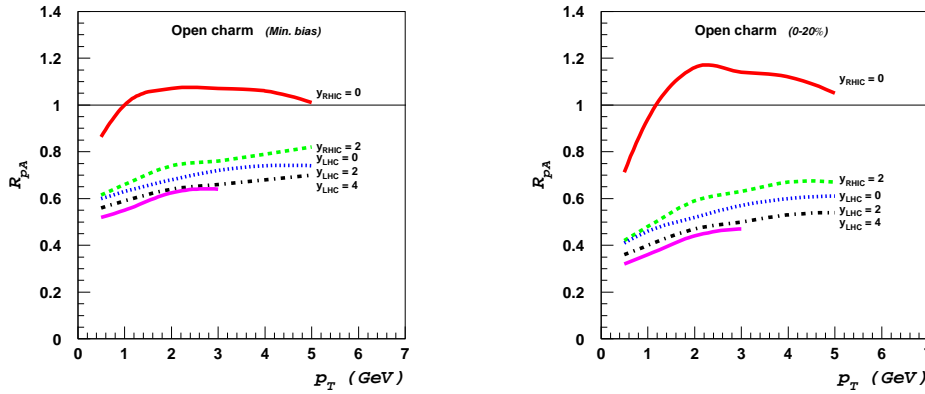 Open charm (Min. bias)
1.4
1.2
1
0.8
0.6
0.4
0.2
0
R_pA
y_RHIC = 0
y_RHIC = 2
y_LHC = 0
y_LHC = 2
y_LHC = 4
0 1 2 3 4 5 6 7
p_T (GeV)
Open charm (0-20%)
1.4
1.2
1
0.8
0.6
0.4
0.2
0
R_pA
y_RHIC = 0
y_RHIC = 2
y_LHC = 0
y_LHC = 2
y_LHC = 4
0 1 2 3 4 5 6 7
p_T (GeV)